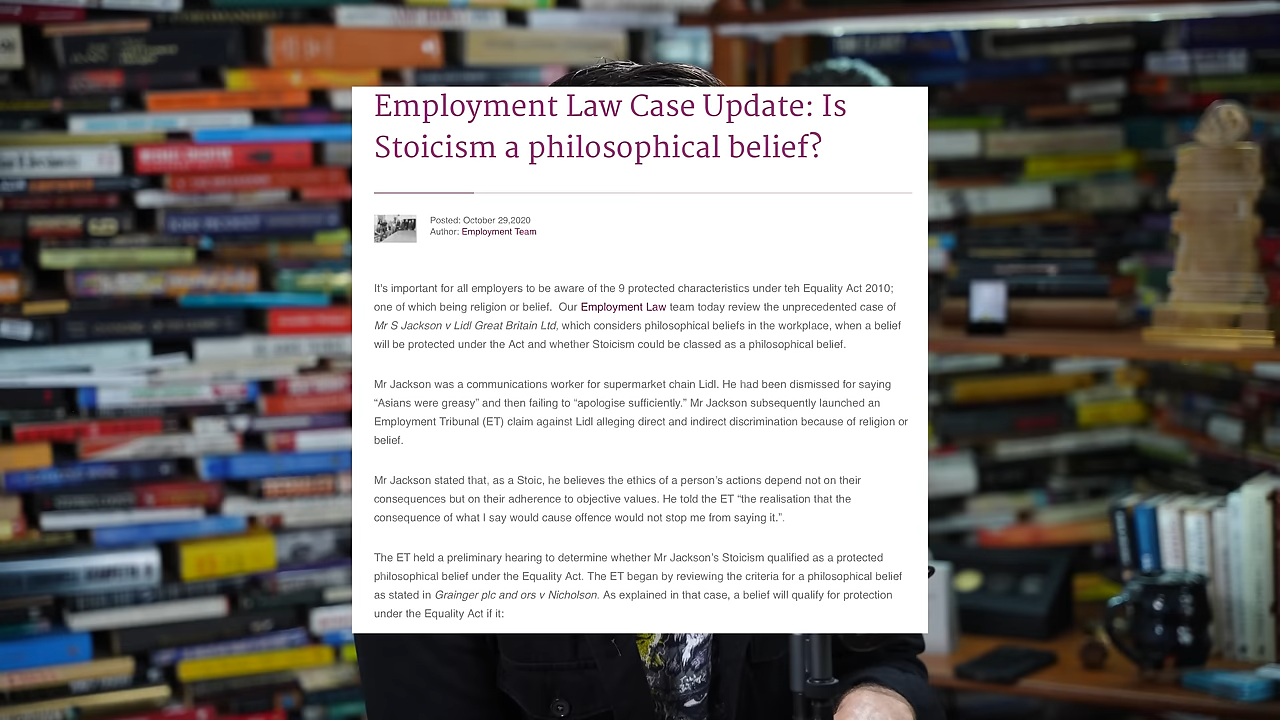 Employment Law Case Update: Is
Stoicism a philosophical belief?
Posted: October 29,2020
Author: Employment Team
It's important for all employers to be aware of the 9 protected characteristics under teh Equality Act 2010;
one of which being religion or belief.  Our Employment Law team today review the unprecedented case of
Mr S Jackson v Lidl Great Britain Ltd, which considers philosophical beliefs in the workplace, when a belief
will be protected under the Act and whether Stoicism could be classed as a philosophical belief.
Mr Jackson was a communications worker for supermarket chain Lidl. He had been dismissed for saying
“Asians were greasy” and then failing to “apologise sufficiently.” Mr Jackson subsequently launched an
Employment Tribunal (ET) claim against Lidl alleging direct and indirect discrimination because of religion or
belief.
Mr Jackson stated that, as a Stoic, he believes the ethics of a person’s actions depend not on their
consequences but on their adherence to objective values. He told the ET “the realisation that the
consequence of what I say would cause offence would not stop me from saying it.”.
The ET held a preliminary hearing to determine whether Mr Jackson’s Stoicism qualified as a protected
philosophical belief under the Equality Act. The ET began by reviewing the criteria for a philosophical belief
as stated in Grainger plc and ors v Nicholson. As explained in that case, a belief will qualify for protection
under the Equality Act if it: